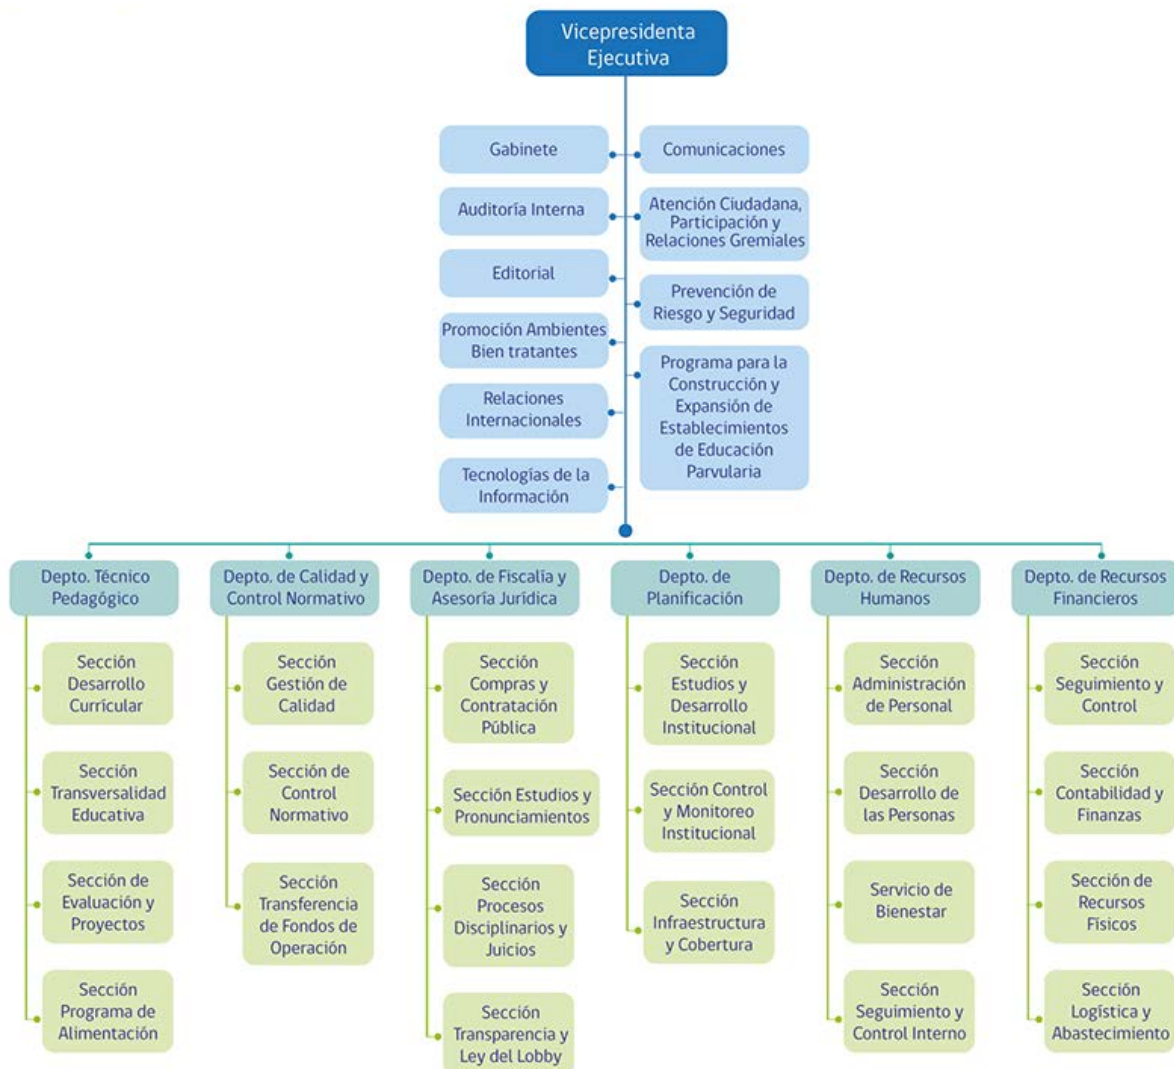 Vicepresidenta
Ejecutiva
Gabinete
Comunicaciones
Auditoría Interna
Atención Ciudadana,
Participación y
Relaciones Gremiales
Editorial
Prevención de
Riesgo y Seguridad
Promoción Ambientes
Bien tratantes
Programa para la
Construcción y
Expansión de
Establecimientos
de Educación
Parvularia
Relaciones
Internacionales
Tecnologías de la
Información
Depto. Técnico
Pedagógico
Sección
Desarrollo
Currícular
Sección
Transversalidad
Educativa
Sección de
Evaluación y
Proyectos
Sección
Programa de
Alimentación
Depto. de Calidad y
Control Normativo
Sección
Gestión de
Calidad
Sección de
Control
Normativo
Sección
Transferencia
de Fondos de
Operación
Depto. de Fiscalía y
Asesoría Jurídica
Sección
Compras y
Contratación
Pública
Sección Estudios y
Pronunciamientos
Sección
Procesos
Disciplinarios y
Juicios
Sección
Transparencia y
Ley del Lobby
Depto. de
Planificación
Sección
Estudios y
Desarrollo
Institucional
Sección Control
y Monitoreo
Institucional
Sección
Infraestructura
y Cobertura
Depto. de Recursos
Humanos
Sección
Administración
de Personal
Sección
Desarrollo de
las Personas
Servicio de
Bienestar
Sección
Seguimiento y
Control Interno
Depto. de Recursos
Financieros
Sección
Seguimiento y
Control
Sección
Contabilidad y
Finanzas
Sección de
Recursos
Físicos
Sección
Logística y
Abastecimiento